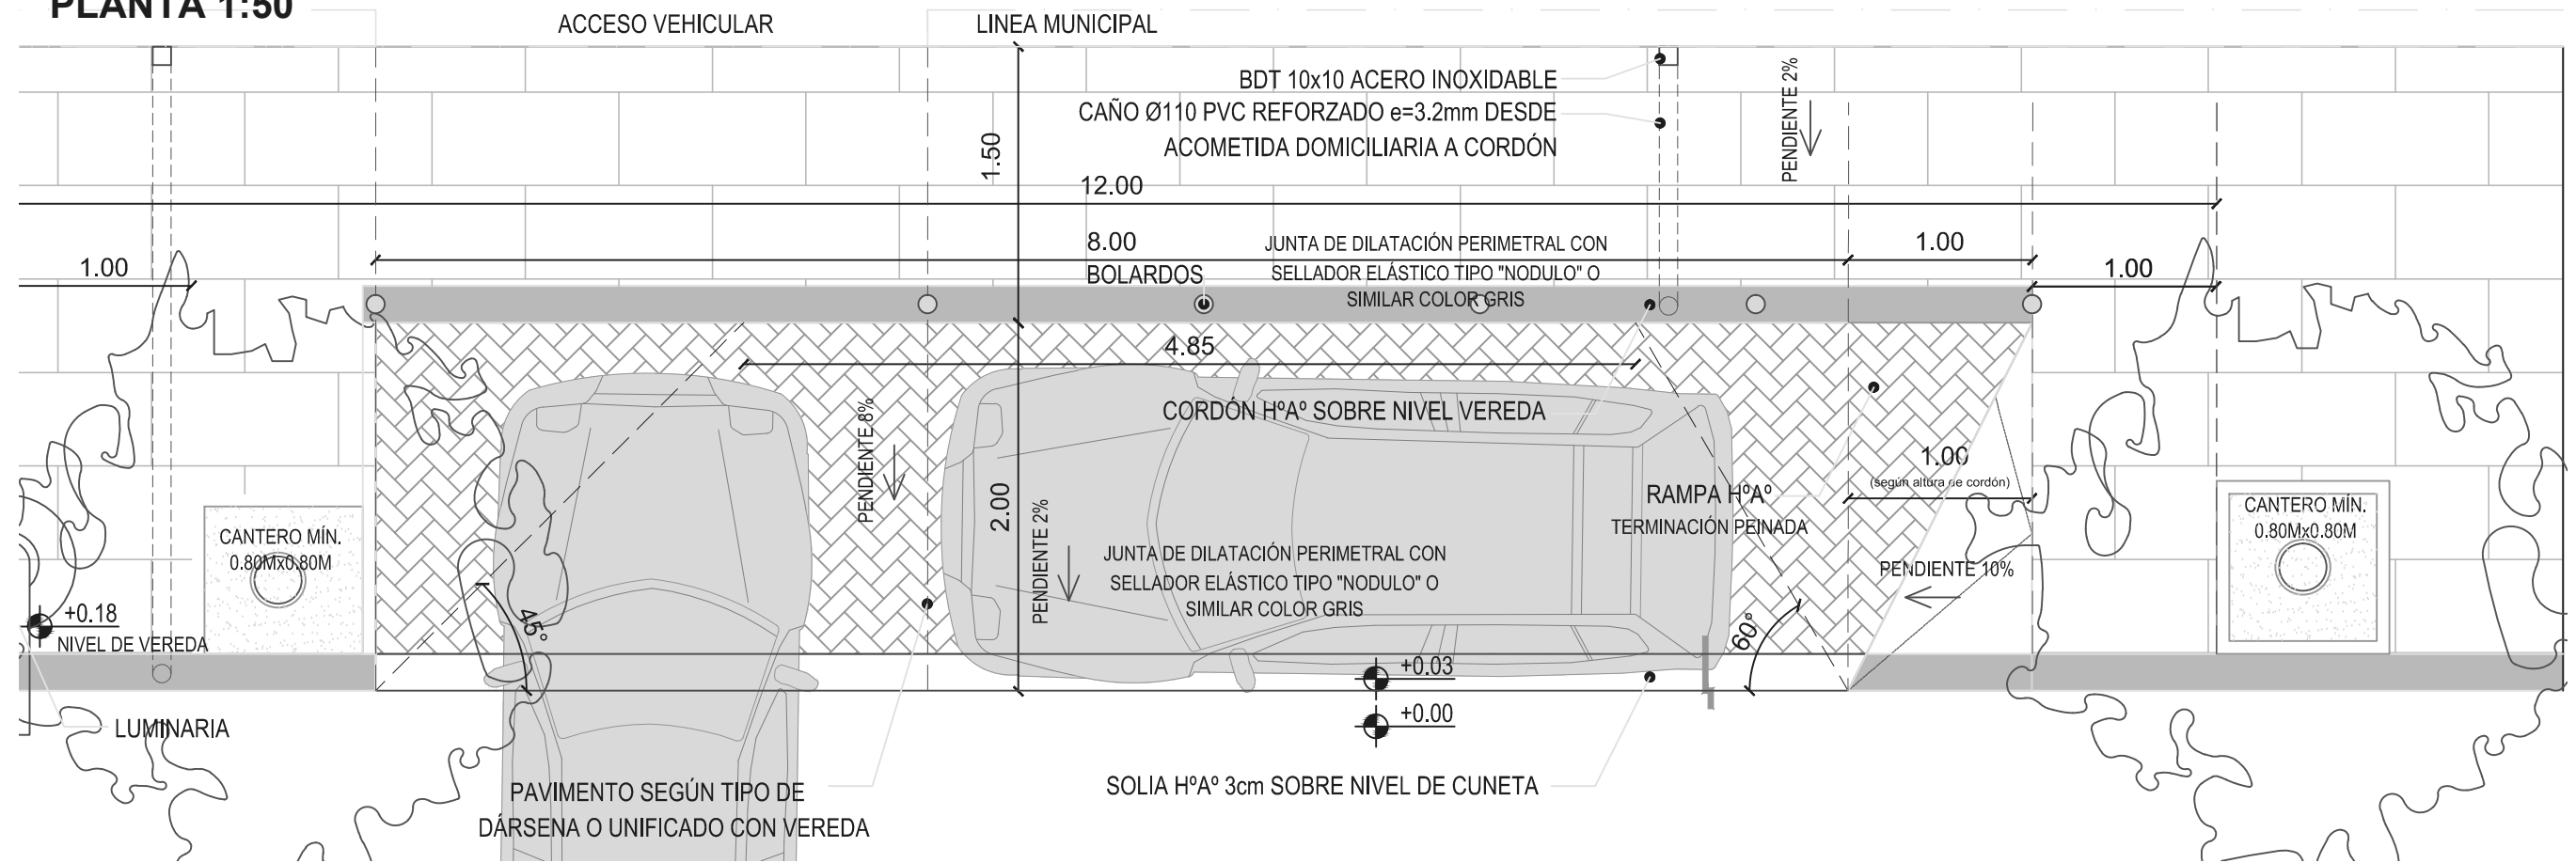 PLANTA 1:50
ACCESO VEHICULAR
LINEA MUNICIPAL
BDT 10x10 ACERO INOXIDABLE
CAÑO Ø110 PVC REFORZADO e=3.2mm DESDE
ACOMETIDA DOMICILIARIA A CORDÓN
PENDIENTE 2%
1.50
12.00
8.00
JUNTA DE DILATACIÓN PERIMETRAL CON
SELLADOR ELÁSTICO TIPO "NODULO" O
SIMILAR COLOR GRIS
1.00
1.00
1.00
BOLARDOS
4.85
CORDÓN HºAº SOBRE NIVEL VEREDA
PENDIENTE 8%
2.00
PENDIENTE 2%
1.00
(según altura de cordón)
RAMPA HºAº
TERMINACIÓN PEINADA
CANTERO MÍN.
0.80Mx0.80M
CANTERO MÍN.
0.80Mx0.80M
JUNTA DE DILATACIÓN PERIMETRAL CON
SELLADOR ELÁSTICO TIPO "NODULO" O
SIMILAR COLOR GRIS
PENDIENTE 10%
+0.18
NIVEL DE VEREDA
45°
60°
+0.03
+0.00
LUMINARIA
PAVIMENTO SEGÚN TIPO DE
DÁRSENA O UNIFICADO CON VEREDA
SOLIA HºAº 3cm SOBRE NIVEL DE CUNETA